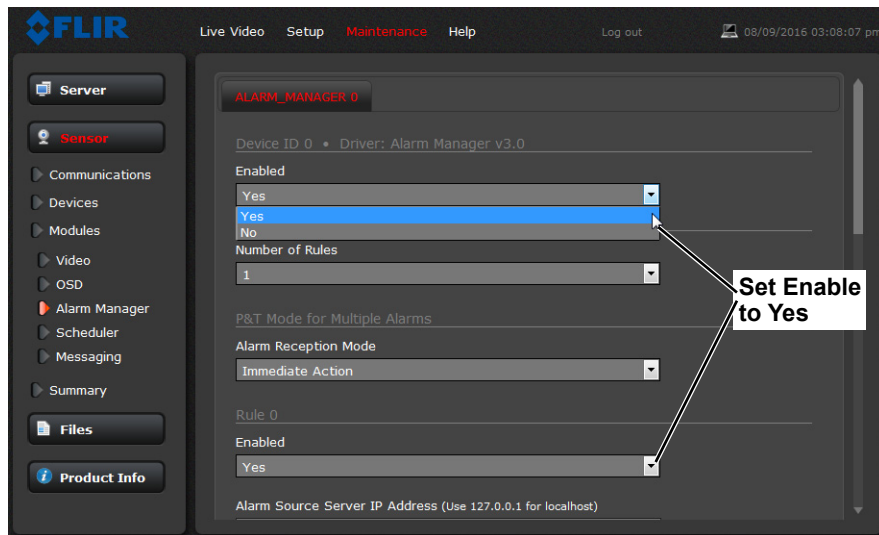 FLIR
Live Video Setup Maintenance Help Log out 08/09/2016 03:08:07 pm
Server
Sensor
Communications
Devices
Modules
Video
OSD
Alarm Manager
Scheduler
Messaging
Summary
Files
Product Info
ALARM_MANAGER 0
Device ID 0 • Driver: Alarm Manager v3.0
Enabled
Yes
Yes
No
Number of Rules
1
P&T Mode for Multiple Alarms
Alarm Reception Mode
Immediate Action
Rule 0
Enabled
Yes
Alarm Source Server IP Address (Use 127.0.0.1 for localhost)
Set Enable
to Yes